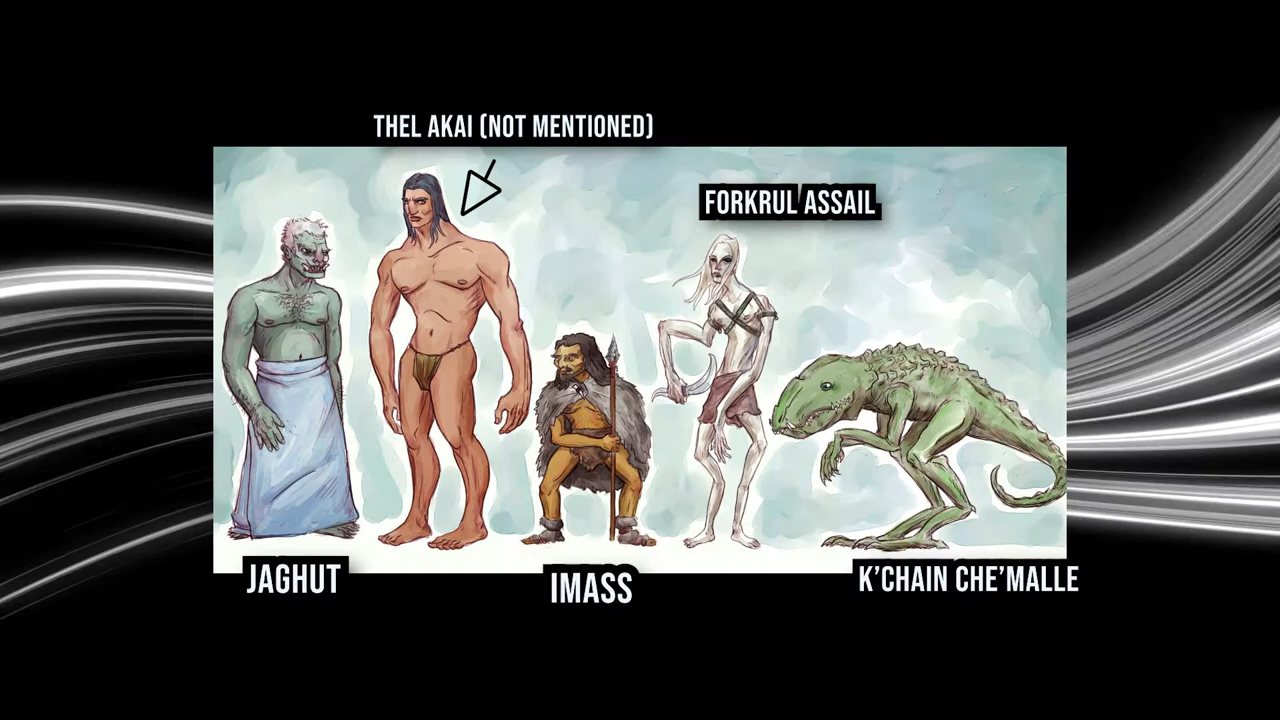 THEL AKAI (NOT MENTIONED)
FORKRUL ASSAIL
JAGHUT
IMASS
K'CHAIN CHE'MALLE